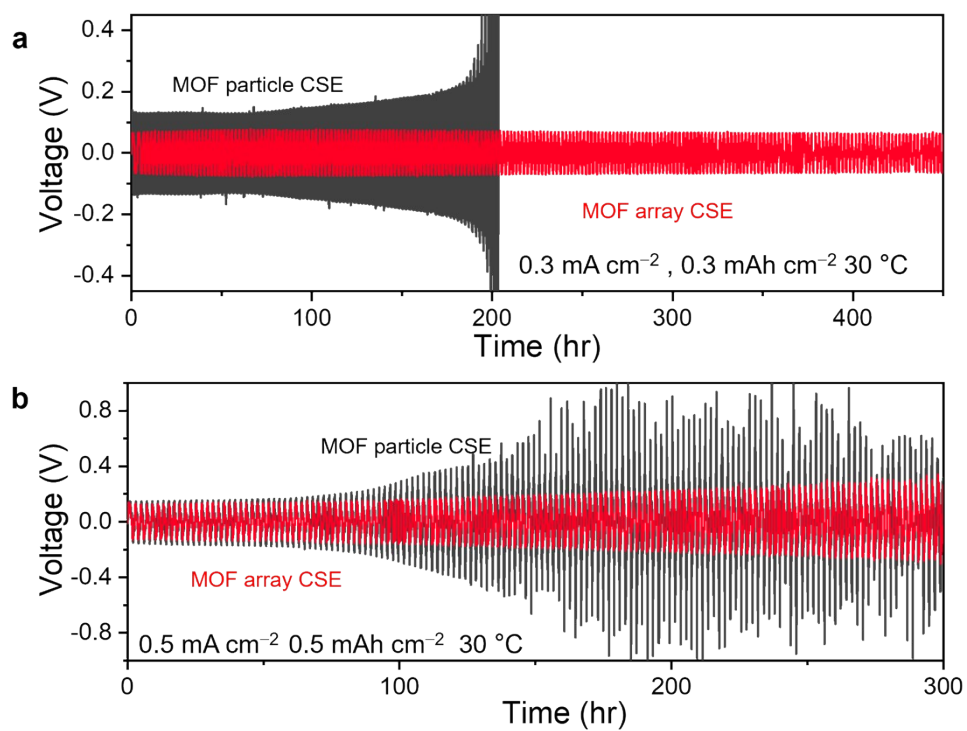 a
0.4
0.2
0.0
-0.2
-0.4
Voltage (V)
MOF particle CSE
MOF array CSE
0.3 mA cm⁻² , 0.3 mAh cm⁻² 30 °C
0 100 200 300 400
Time (hr)
b
0.8
0.4
0.0
-0.4
-0.8
Voltage (V)
MOF particle CSE
MOF array CSE
0.5 mA cm⁻² 0.5 mAh cm⁻² 30 °C
0 100 200 300
Time (hr)